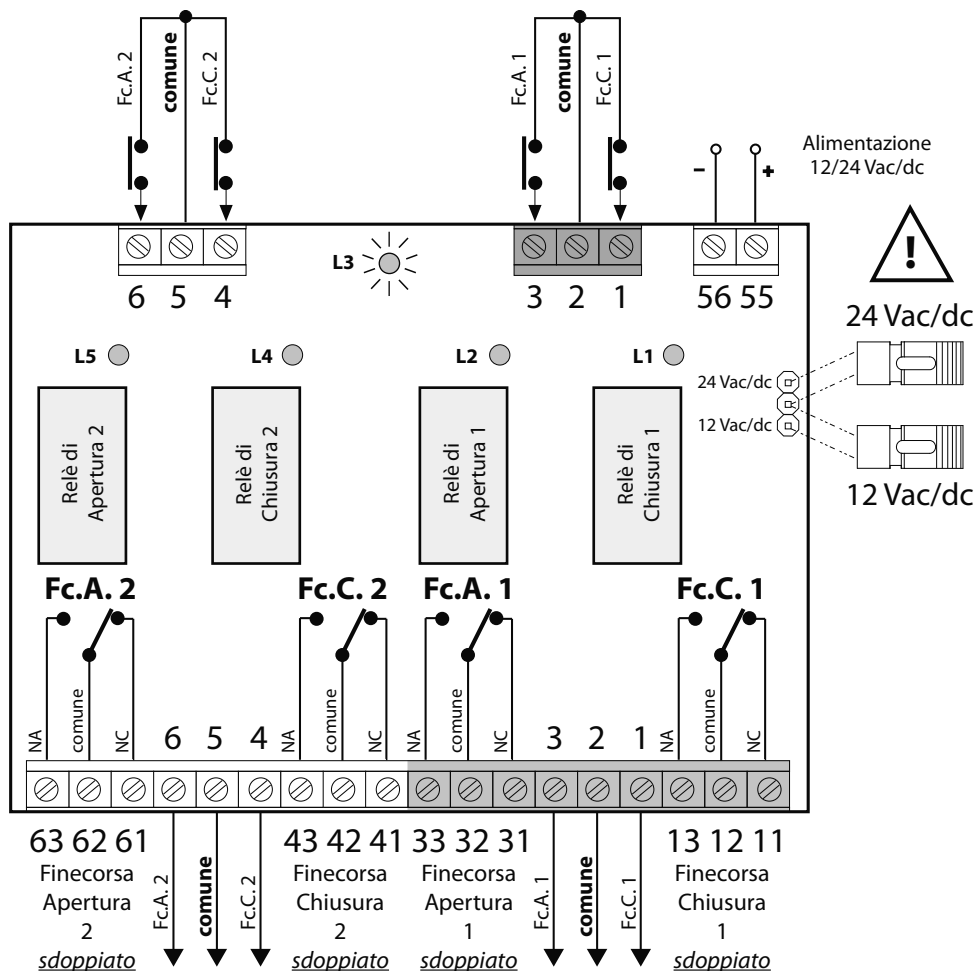 Fc.A. 2
comune
Fc.C. 2
Fc.A. 1
comune
Fc.C. 1
Alimentazione
12/24 Vac/dc
- +
!
L3
6 5 4
3 2 1
56 55
24 Vac/dc
L5
L4
L2
L1
24 Vac/dc
12 Vac/dc
12 Vac/dc
Relè di
Apertura 2
Relè di
Chiusura 2
Relè di
Apertura 1
Relè di
Chiusura 1
Fc.A. 2
Fc.C. 2
Fc.A. 1
Fc.C. 1
NA
comune
NC
6 5 4
NA
comune
NC
NA
comune
NC
3 2 1
NA
comune
NC
63 62 61
Finecorsa
Apertura
2
sdoppiato
Fc.A. 2
comune
Fc.C. 2
43 42 41
Finecorsa
Chiusura
2
sdoppiato
33 32 31
Finecorsa
Apertura
1
sdoppiato
Fc.A. 1
comune
Fc.C. 1
13 12 11
Finecorsa
Chiusura
1
sdoppiato